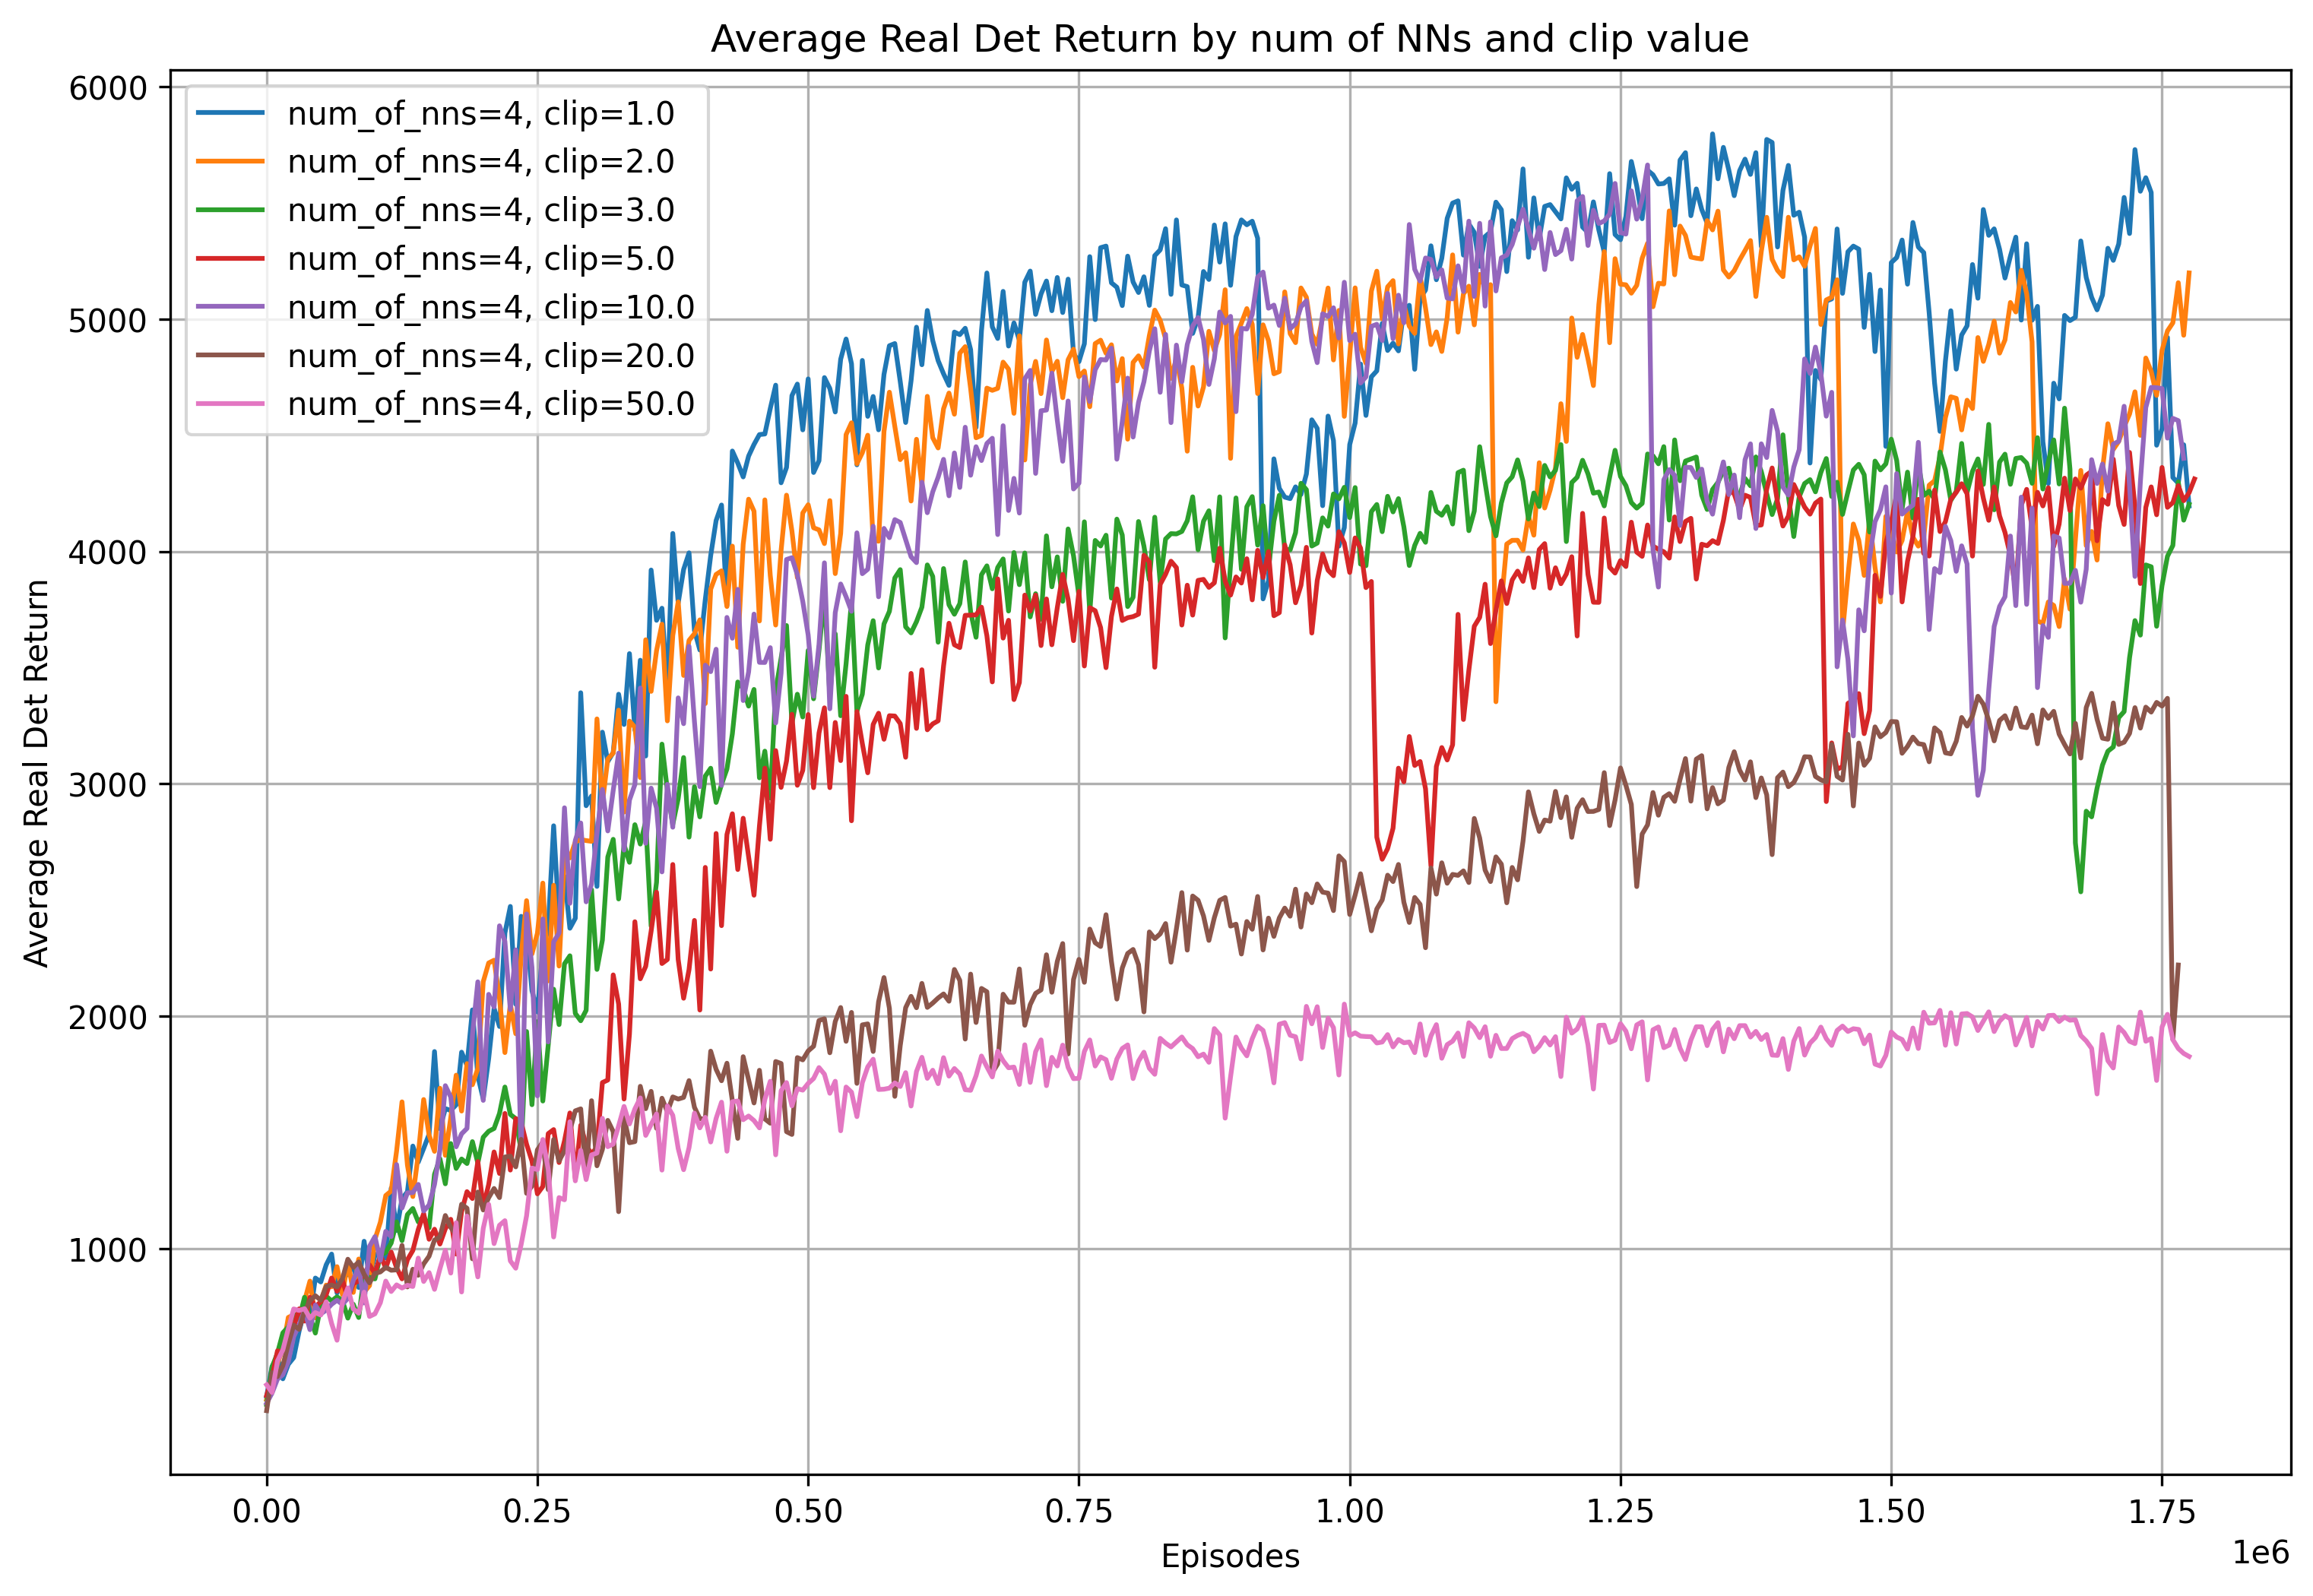 Average Real Det Return by num of NNs and clip value
6000
5000
4000
3000
2000
1000
Average Real Det Return
num_of_nns=4, clip=1.0
num_of_nns=4, clip=2.0
num_of_nns=4, clip=3.0
num_of_nns=4, clip=5.0
num_of_nns=4, clip=10.0
num_of_nns=4, clip=20.0
num_of_nns=4, clip=50.0
0.00 0.25 0.50 0.75 1.00 1.25 1.50 1.75
1e6
Episodes